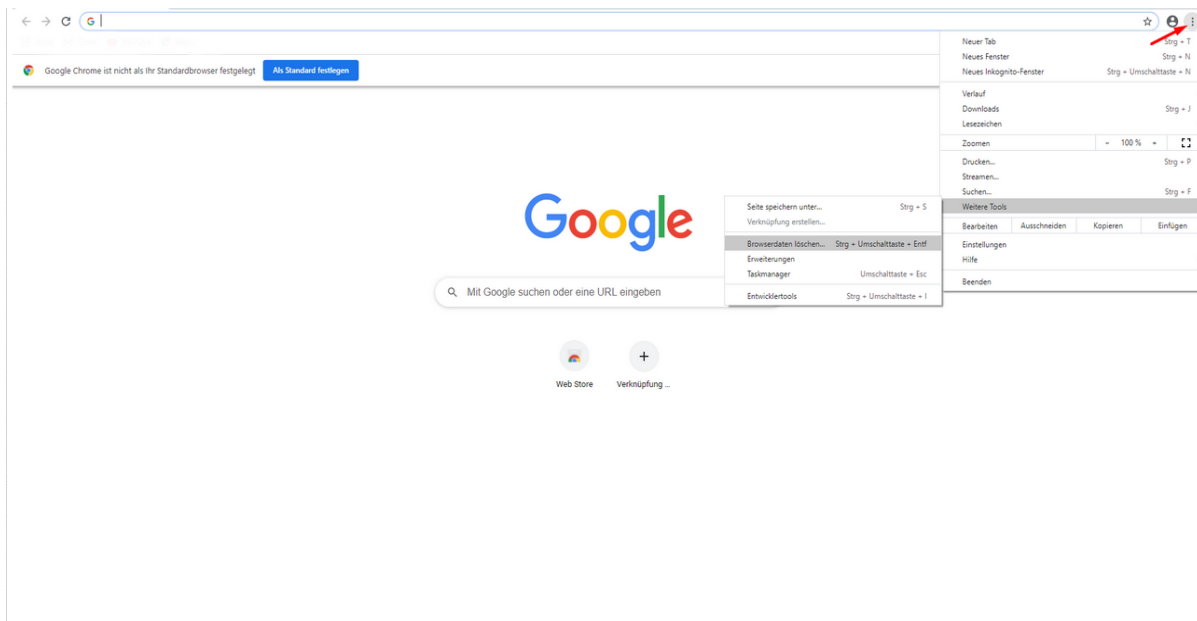 G
Google Chrome ist nicht als Ihr Standardbrowser festgelegt Als Standard festlegen
Neuer Tab Strg + T
Neues Fenster Strg + N
Neues Inkognito-Fenster Strg + Umschalttaste + N
Verlauf
Downloads Strg + J
Lesezeichen
Zoomen - 100 % +
Drucken... Strg + P
Streamen...
Suchen... Strg + F
Weitere Tools
Bearbeiten Ausschneiden Kopieren Einfügen
Einstellungen
Hilfe
Beenden
Seite speichern unter... Strg + S
Verknüpfung erstellen...
Browserdaten löschen... Strg + Umschalttaste + Entf
Erweiterungen
Taskmanager Umschalttaste + Esc
Entwicklertools Strg + Umschalttaste + I
Google
Mit Google suchen oder eine URL eingeben
Web Store Verknüpfung ...